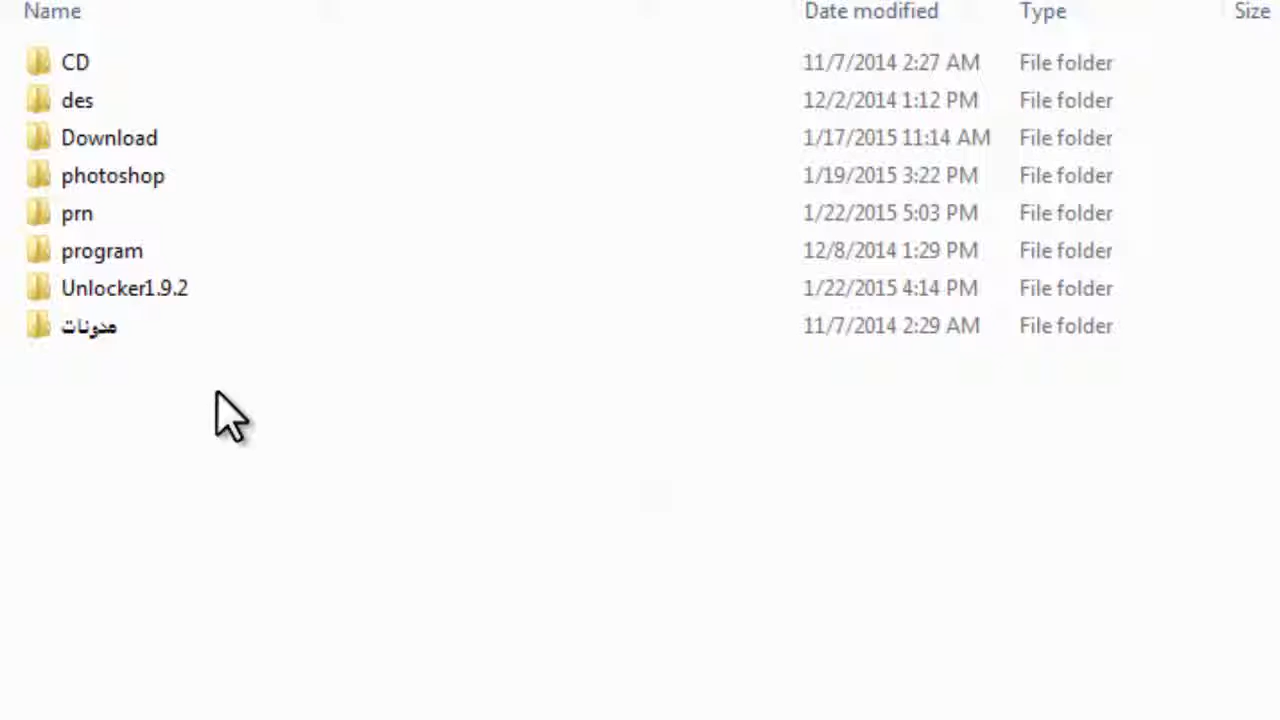 Name Date modified Type Size
CD 11/7/2014 2:27 AM File folder
des 12/2/2014 1:12 PM File folder
Download 1/17/2015 11:14 AM File folder
photoshop 1/19/2015 3:22 PM File folder
prn 1/22/2015 5:03 PM File folder
program 12/8/2014 1:29 PM File folder
Unlocker1.9.2 1/22/2015 4:14 PM File folder
مدونات 11/7/2014 2:29 AM File folder